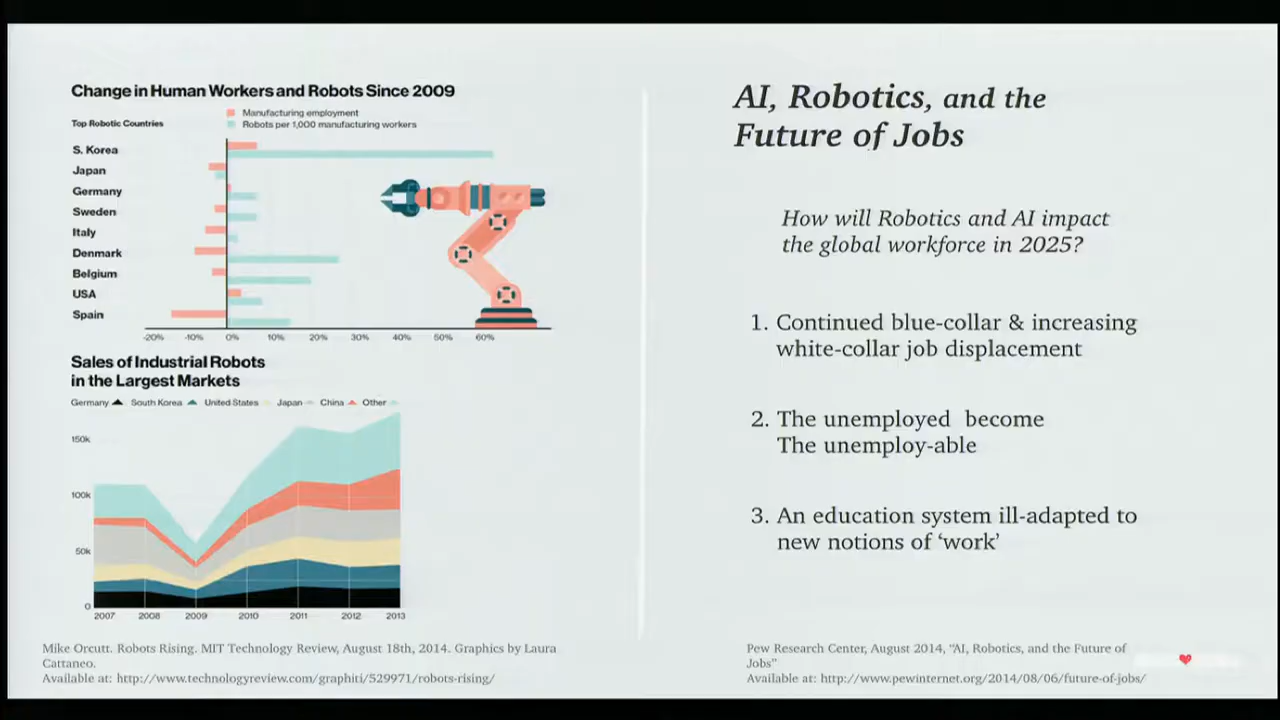 Change in Human Workers and Robots Since 2009
Manufacturing employment
Top Robotic Countries
Robots per 1,000 manufacturing workers
S. Korea
Japan
Germany
Sweden
Italy
Denmark
Belgium
USA
Spain
-20% -10% 0% 10% 20% 30% 40% 50% 60%
Sales of Industrial Robots
in the Largest Markets
Germany South Korea United States Japan China Other
150k
100k
50k
0
2007 2008 2009 2010 2011 2012 2013
Mike Orcutt. Robots Rising. MIT Technology Review, August 18th, 2014. Graphics by Laura
Cattaneo.
Available at: http://www.technologyreview.com/graphiti/529971/robots-rising/
AI, Robotics, and the
Future of Jobs
How will Robotics and AI impact
the global workforce in 2025?
1. Continued blue-collar & increasing
white-collar job displacement
2. The unemployed become
The unemploy-able
3. An education system ill-adapted to
new notions of ‘work’
Pew Research Center, August 2014, “AI, Robotics, and the Future of
Jobs”
Available at: http://www.pewinternet.org/2014/08/06/future-of-jobs/